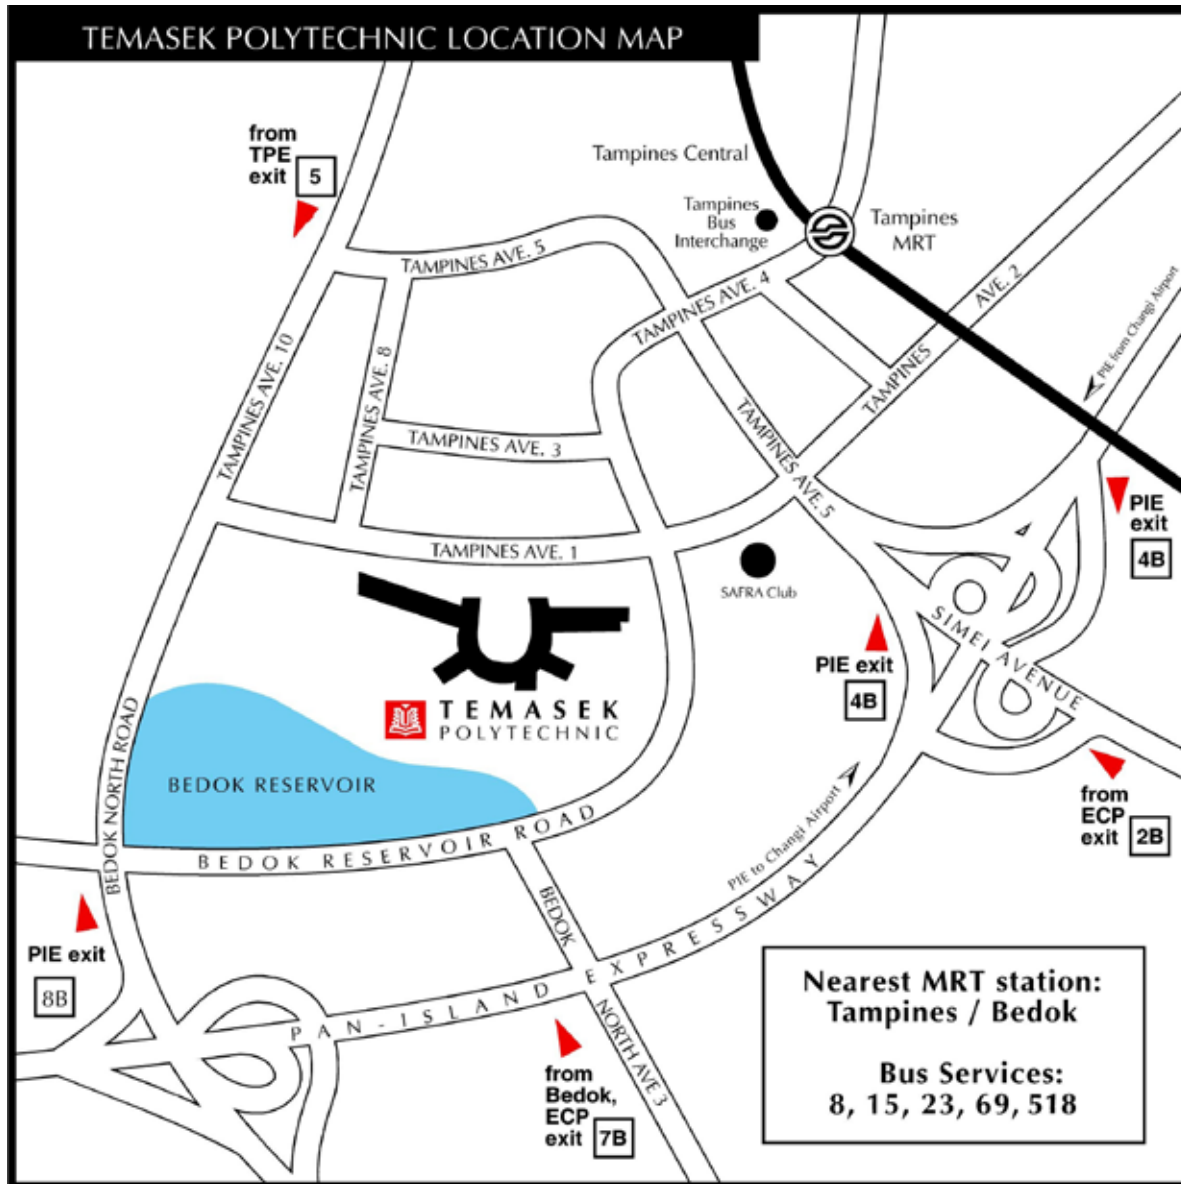 TEMASEK POLYTECHNIC LOCATION MAP
from
TPE
exit 5
Tampines Central
Tampines
Bus
Interchange
Tampines
MRT
TAMPINES AVE. 5
TAMPINES AVE. 4
TAMPINES AVE. 2
PIE from Changi Airport
TAMPINES AVE. 10
TAMPINES AVE. 8
TAMPINES AVE. 3
TAMPINES AVE. 5
TAMPINES AVE. 1
PIE
exit
4B
SAFRA Club
SIMEI AVENUE
PIE exit
4B
TEMASEK
POLYTECHNIC
BEDOK NORTH ROAD
BEDOK RESERVOIR
BEDOK RESERVOIR ROAD
PIE to Changi Airport
from
ECP
exit 2B
PIE exit
8B
BEDOK NORTH AVE 3
PAN-ISLAND EXPRESSWAY
from
Bedok,
ECP
exit 7B
Nearest MRT station:
Tampines / Bedok
Bus Services:
8, 15, 23, 69, 518